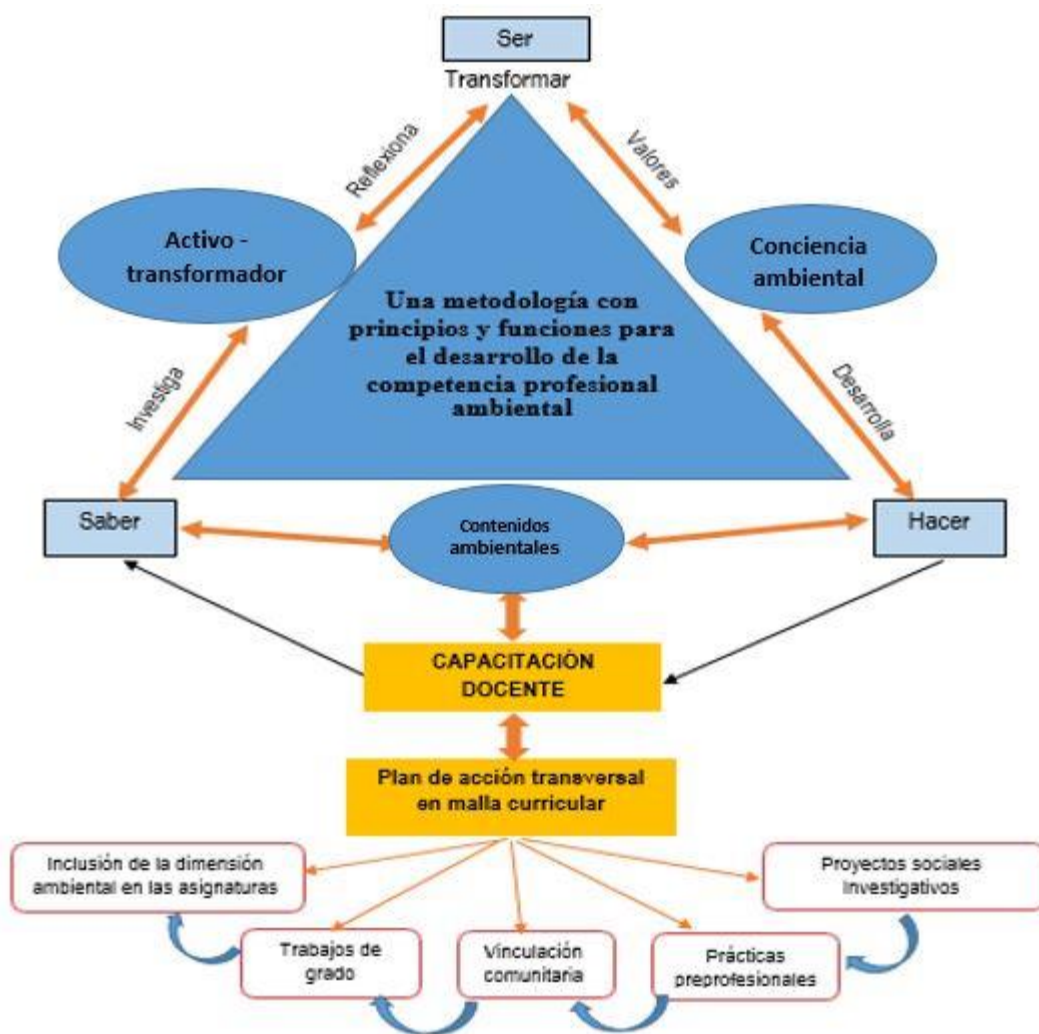 Ser
Transformar
Reflexiona
Valores
Activo -
transformador
Conciencia
ambiental
Una metodología con
principios y funciones para
el desarrollo de la
competencia profesional
ambiental
Investiga
Desarrolla
Saber
Contenidos
ambientales
Hacer
CAPACITACIÓN
DOCENTE
Plan de acción transversal
en malla curricular
Inclusión de la dimensión
ambiental en las asignaturas
Proyectos sociales
Investigativos
Trabajos de
grado
Vinculación
comunitaria
Prácticas
preprofesionales